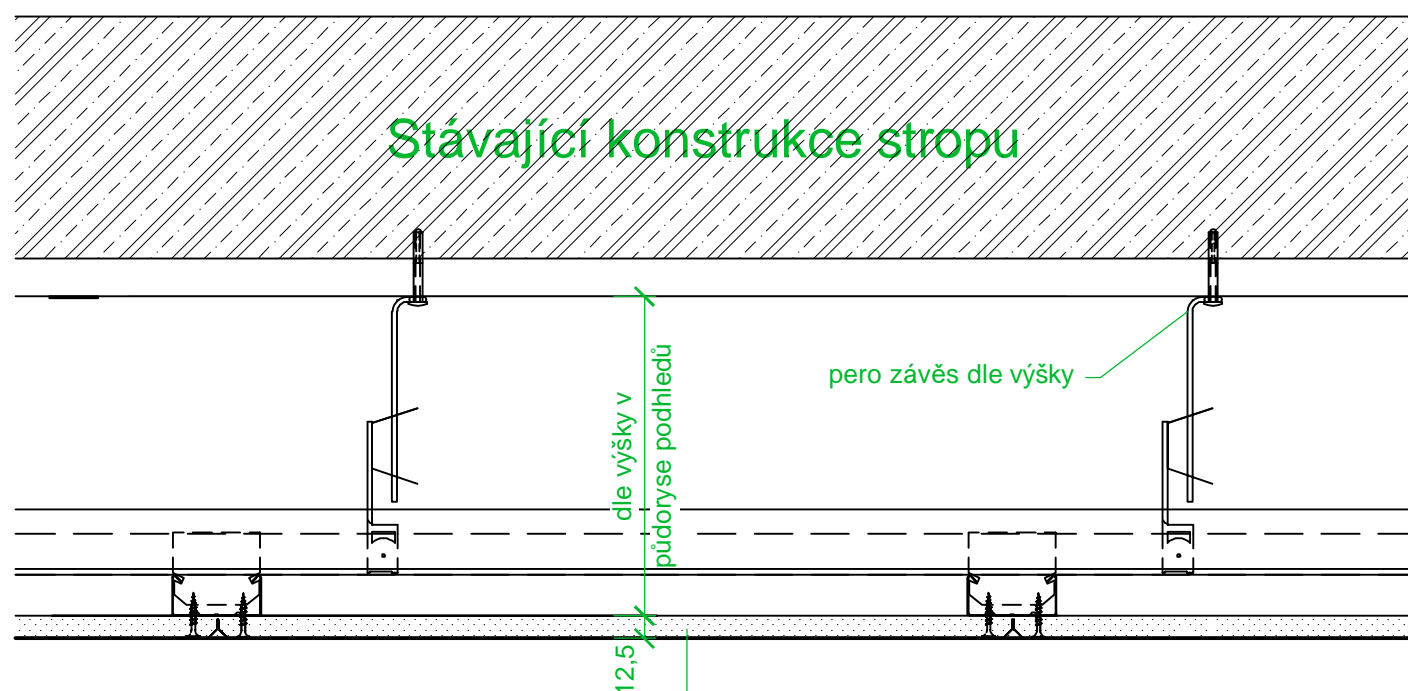 Stávající konstrukce stropu
pero závěs dle výšky
dle výšky v
půdoryse podhledů
12,5